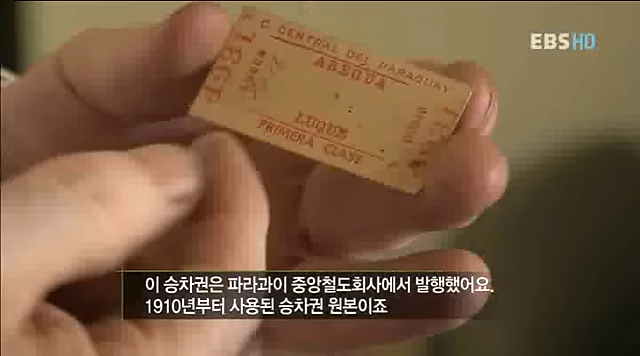 EBS HD
C CENTRAL DEL PARAGUAY
AREGUA
LUQUE
PRIMERA CLASE
이 승차권은 파라과이 중앙철도회사에서 발행했어요.
1910년부터 사용된 승차권 원본이죠